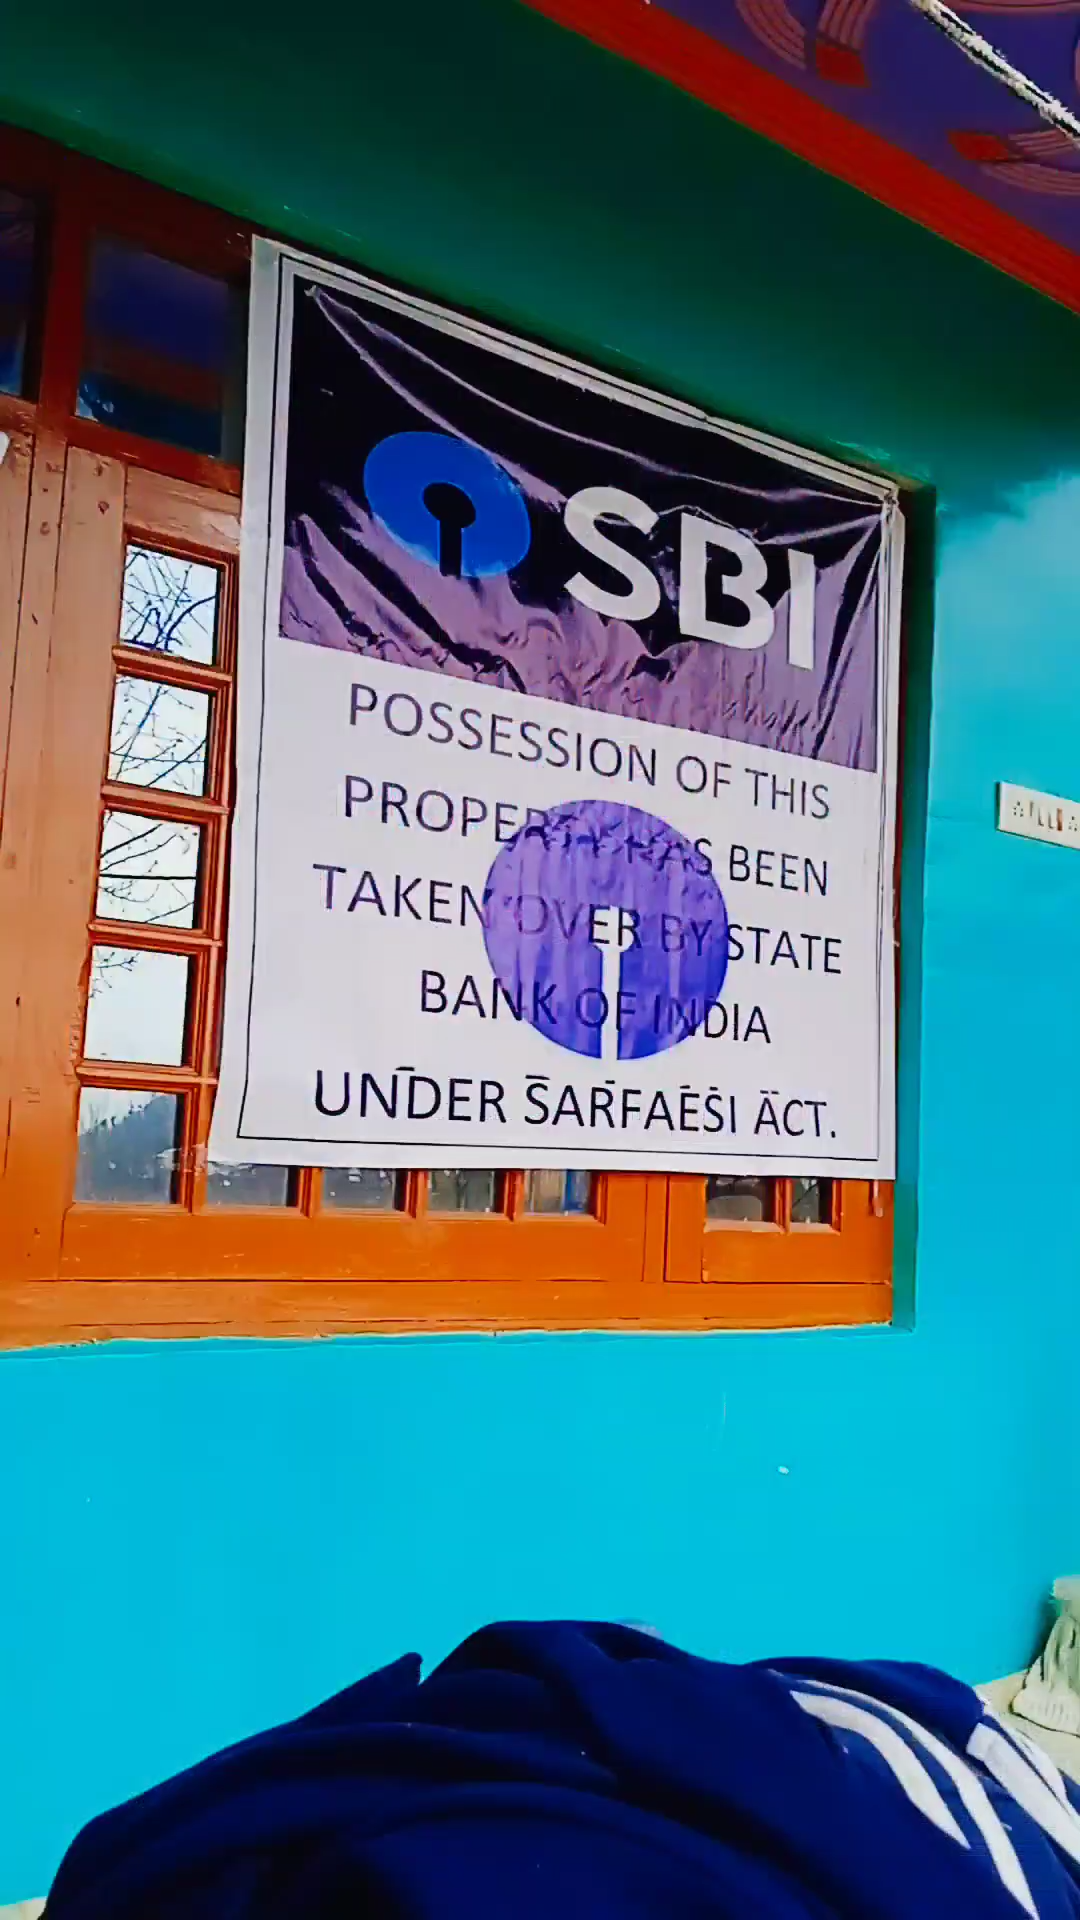 SBI
POSSESSION OF THIS
PROPERTY HAS BEEN
TAKEN OVER BY STATE
BANK OF INDIA
UNDER SARFAESI ACT.